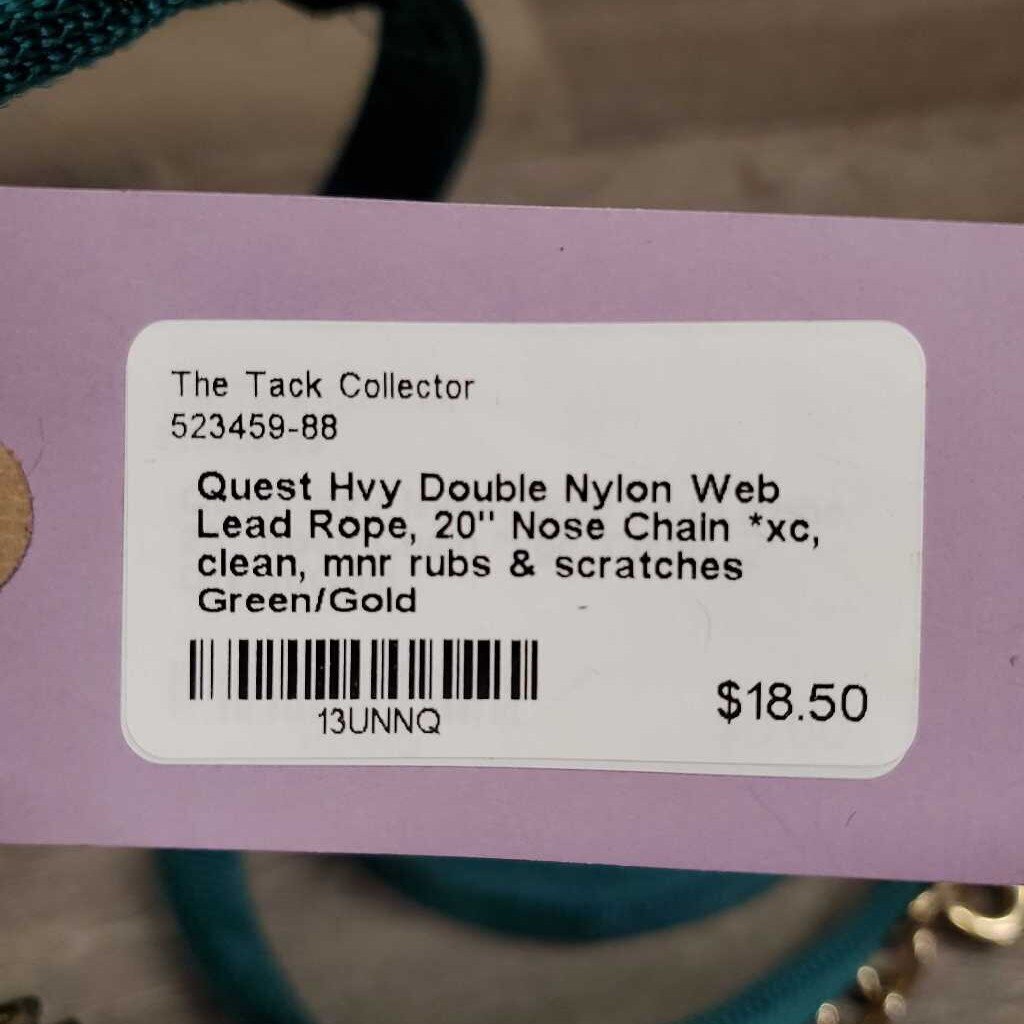 The Tack Collector
523459-88
Quest Hvy Double Nylon Web
Lead Rope, 20" Nose Chain *xc,
clean, mnr rubs & scratches
Green/Gold
13UNNQ
$18.50